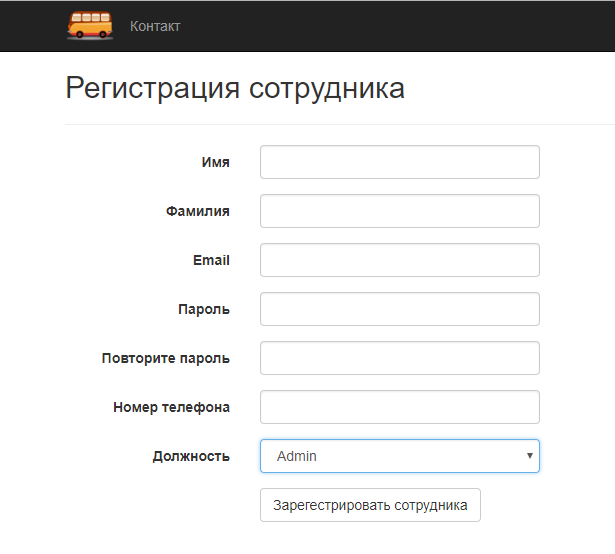 Контакт
Регистрация сотрудника
Имя
Фамилия
Email
Пароль
Повторите пароль
Номер телефона
Должность Admin
Зарегестрировать сотрудника